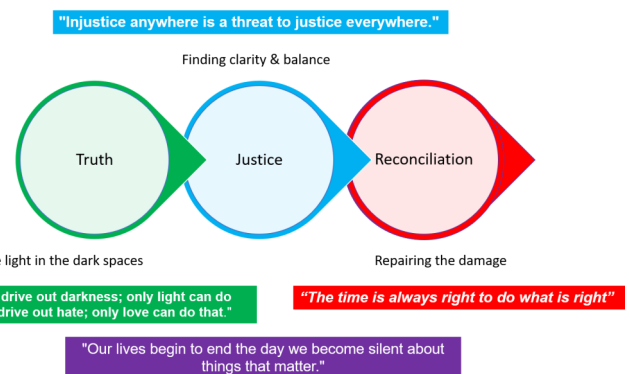 "Injustice anywhere is a threat to justice everywhere."
Finding clarity & balance
Truth
Justice
Reconciliation
light in the dark spaces
Repairing the damage
drive out darkness; only light can do
drive out hate; only love can do that."
“The time is always right to do what is right”
"Our lives begin to end the day we become silent about
things that matter."